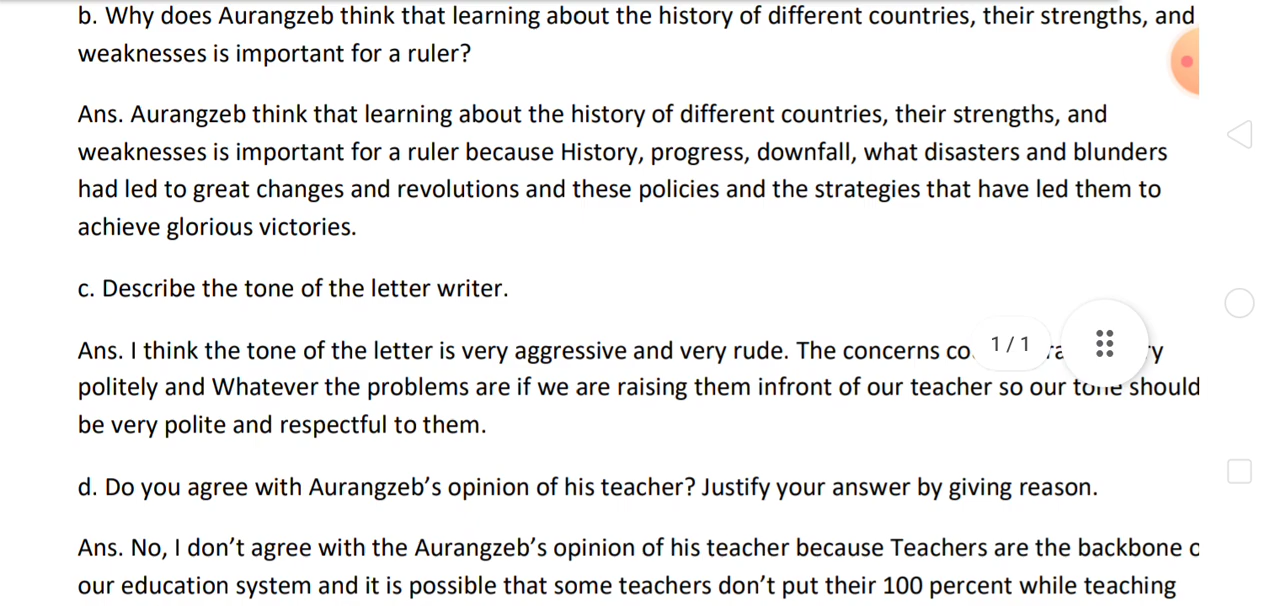 b. Why does Aurangzeb think that learning about the history of different countries, their strengths, and
weaknesses is important for a ruler?
Ans. Aurangzeb think that learning about the history of different countries, their strengths, and
weaknesses is important for a ruler because History, progress, downfall, what disasters and blunders
had led to great changes and revolutions and these policies and the strategies that have led them to
achieve glorious victories.
c. Describe the tone of the letter writer.
Ans. I think the tone of the letter is very aggressive and very rude. The concerns 1 / 1
politely and Whatever the problems are if we are raising them infront of our teacher so our tone should
be very polite and respectful to them.
d. Do you agree with Aurangzeb’s opinion of his teacher? Justify your answer by giving reason.
Ans. No, I don’t agree with the Aurangzeb’s opinion of his teacher because Teachers are the backbone
our education system and it is possible that some teachers don’t put their 100 percent while teaching